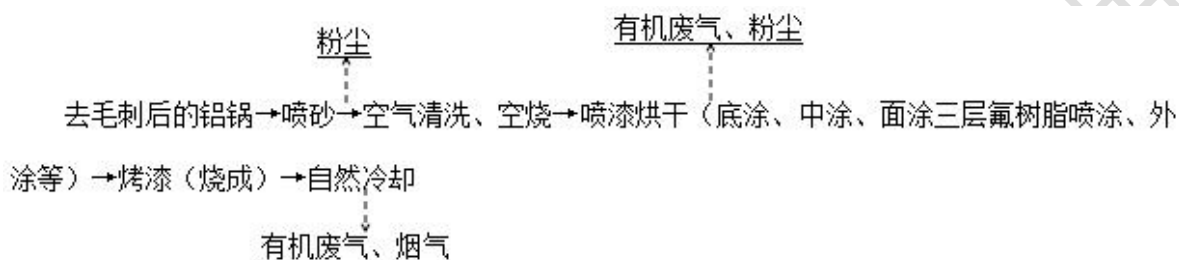 粉尘
有机废气、粉尘
去毛刺后的铝锅→喷砂→空气清洗、空烧→喷漆烘干（底涂、中涂、面涂三层氟树脂喷涂、外
涂等）→烤漆（烧成）→自然冷却
有机废气、烟气